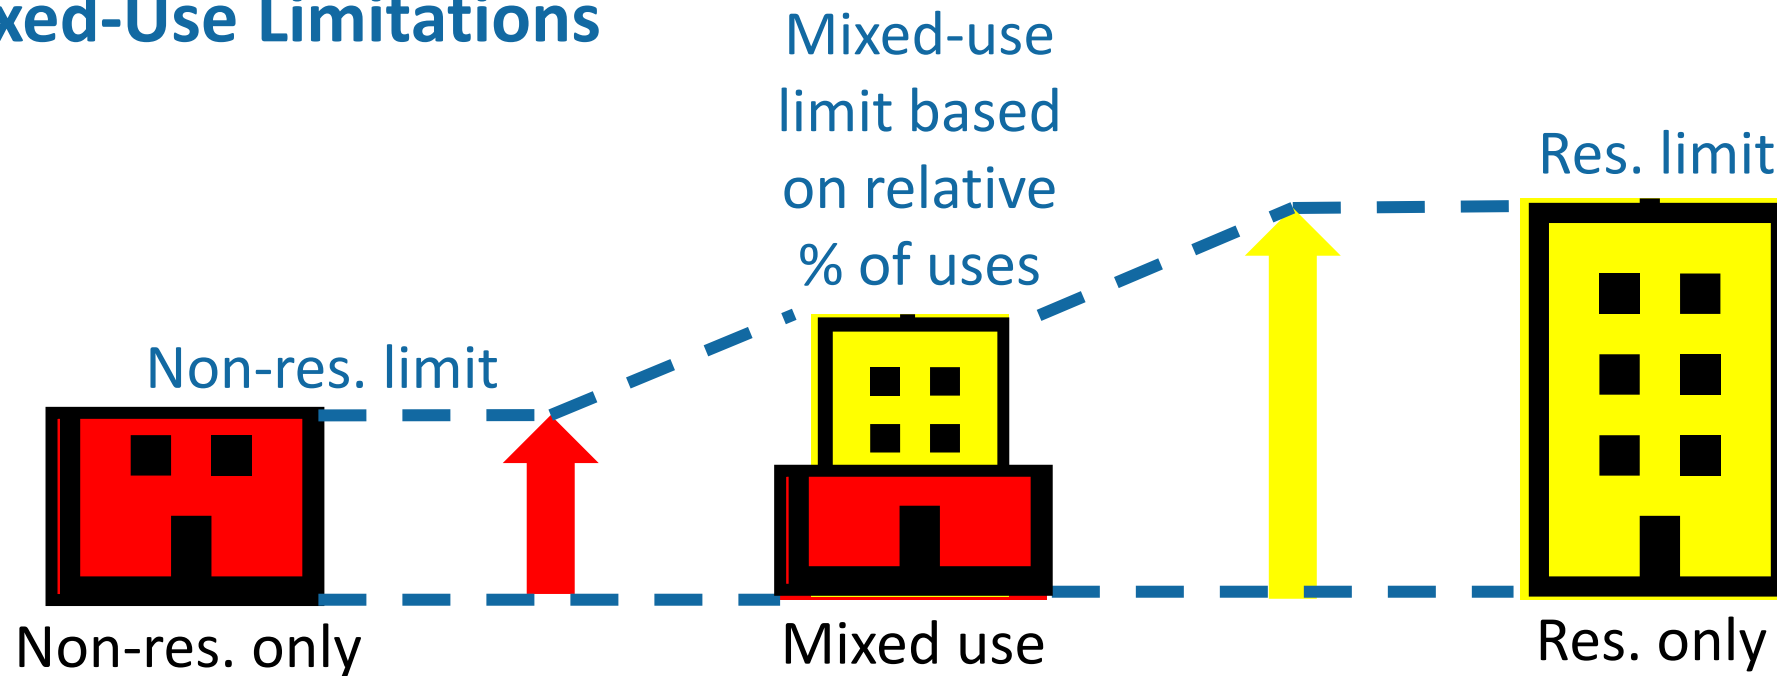 xed-Use Limitations
Mixed-use
limit based
on relative
% of uses
Res. limit
Non-res. limit
Non-res. only
Mixed use
Res. only